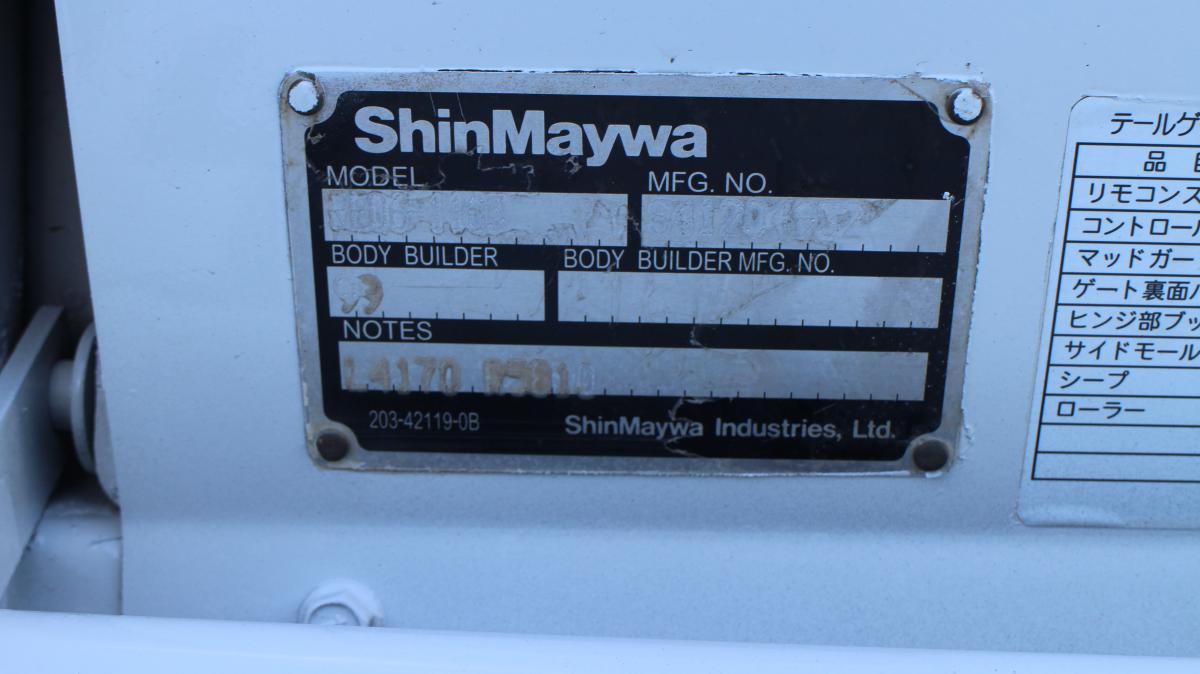 ShinMaywa
MODEL
MFG. NO.
BODY BUILDER
BODY BUILDER MFG. NO.
NOTES
L4170
203-42119-0B
ShinMaywa Industries, Ltd.
テールゲ
品
リモコンス
コントロール
マッドガー
ゲート裏面
ヒンジ部ブッ
サイドモール
シープ
ローラー